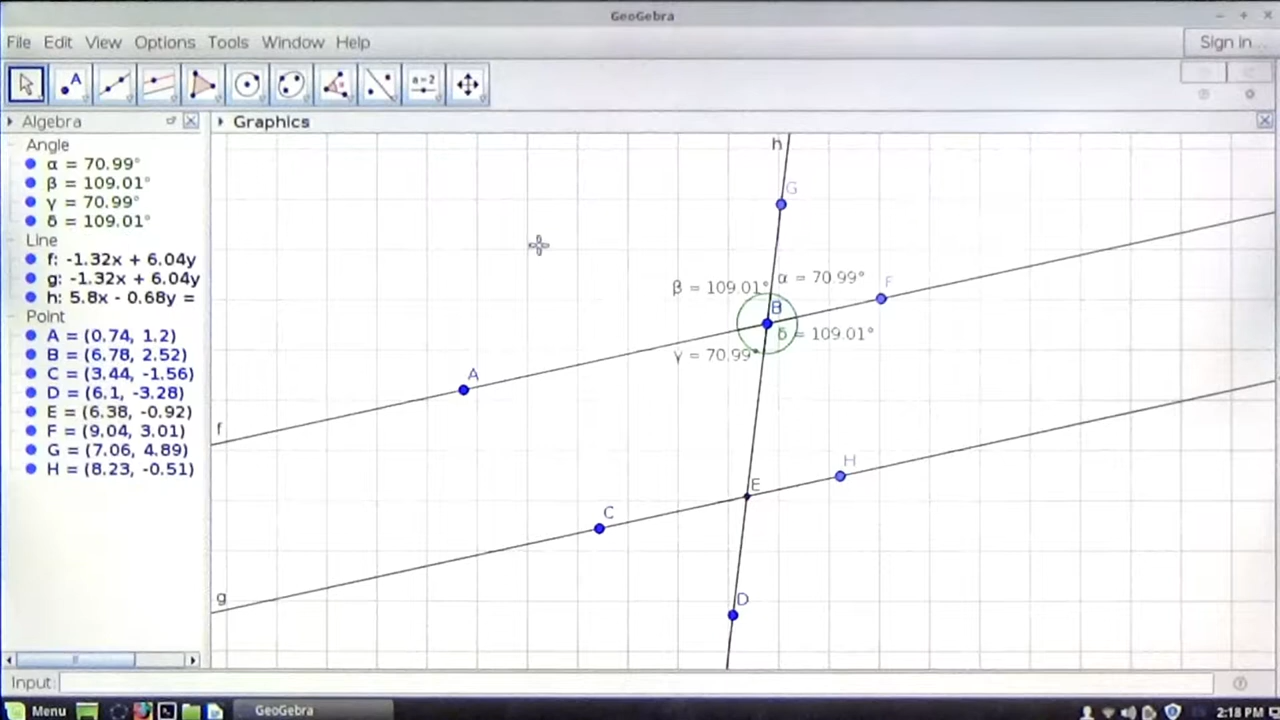 GeoGebra
File Edit View Options Tools Window Help
Sign in...
A
a=2
Algebra
Graphics
Angle
α = 70.99°
β = 109.01°
γ = 70.99°
δ = 109.01°
Line
f: -1.32x + 6.04y
g: -1.32x + 6.04y
h: 5.8x - 0.68y =
Point
A = (0.74, 1.2)
B = (6.78, 2.52)
C = (3.44, -1.56)
D = (6.1, -3.28)
E = (6.38, -0.92)
F = (9.04, 3.01)
G = (7.06, 4.89)
H = (8.23, -0.51)
h
G
β = 109.01° α = 70.99°
F
B
δ = 109.01°
γ = 70.99°
A
f
H
E
C
g
D
Input:
Menu GeoGebra 2:18 PM